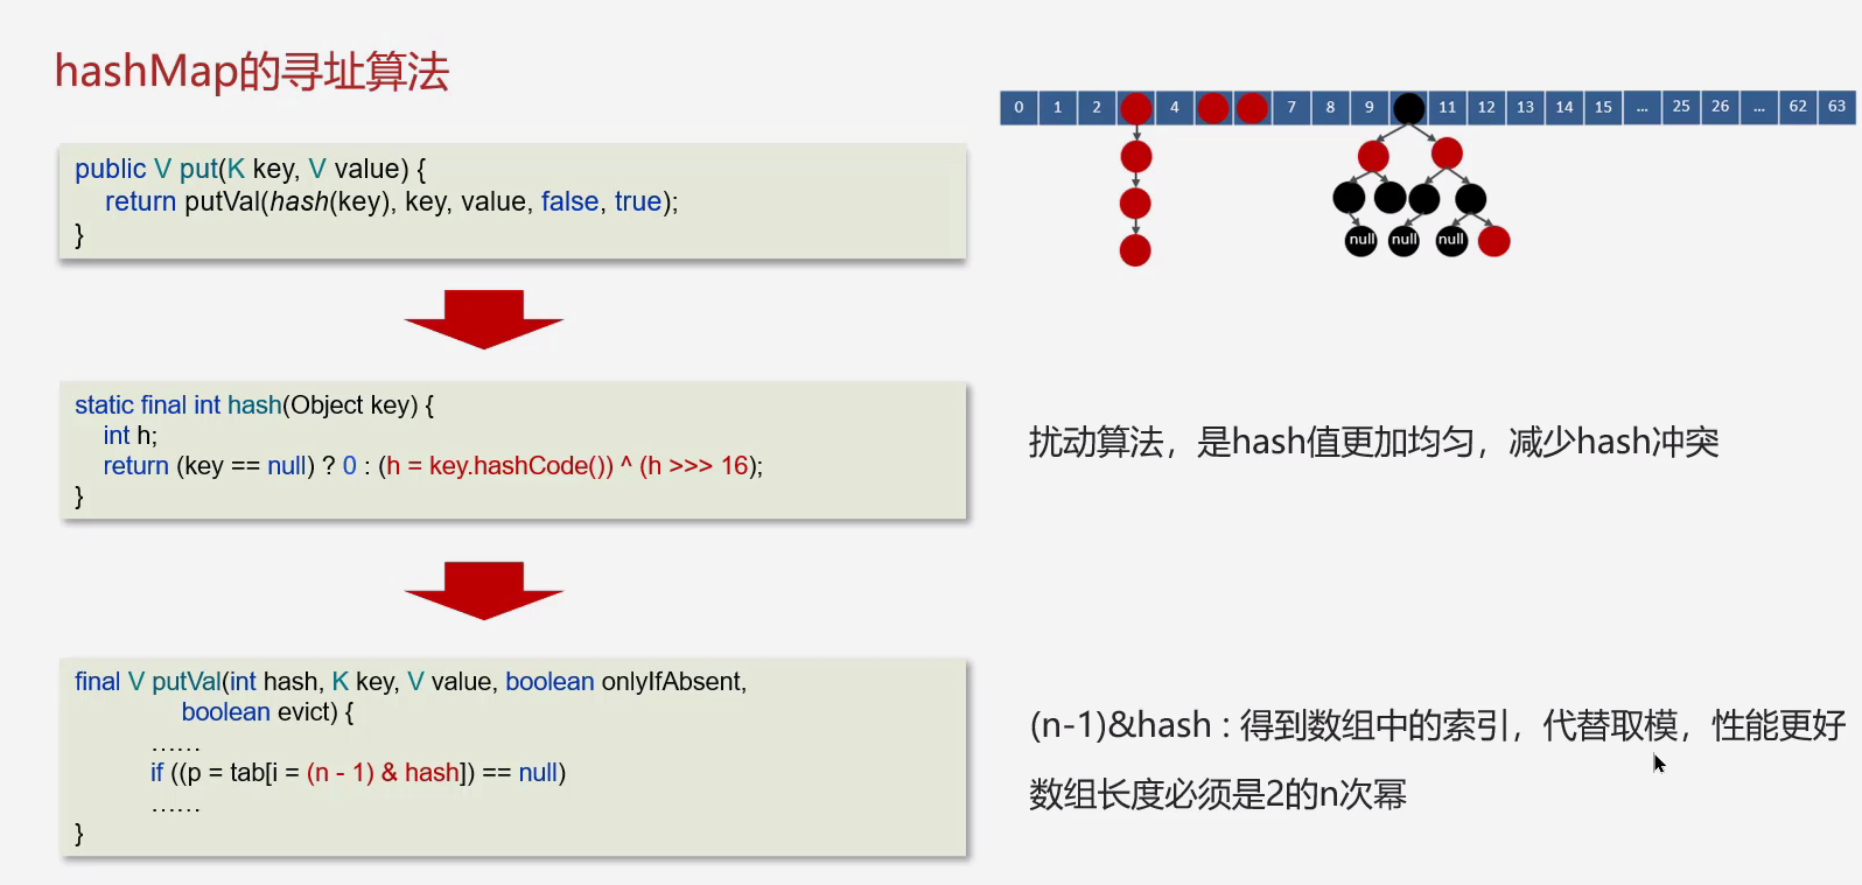 hashMap的寻址算法
0 1 2 4 7 8 9 11 12 13 14 15 ... 25 26 ... 62 63
null null null
public V put(K key, V value) {
return putVal(hash(key), key, value, false, true);
}
static final int hash(Object key) {
int h;
return (key == null) ? 0 : (h = key.hashCode()) ^ (h >>> 16);
}
扰动算法，是hash值更加均匀，减少hash冲突
final V putVal(int hash, K key, V value, boolean onlyIfAbsent,
boolean evict) {
……
if ((p = tab[i = (n - 1) & hash]) == null)
……
}
(n-1)&hash : 得到数组中的索引，代替取模，性能更好
数组长度必须是2的n次幂